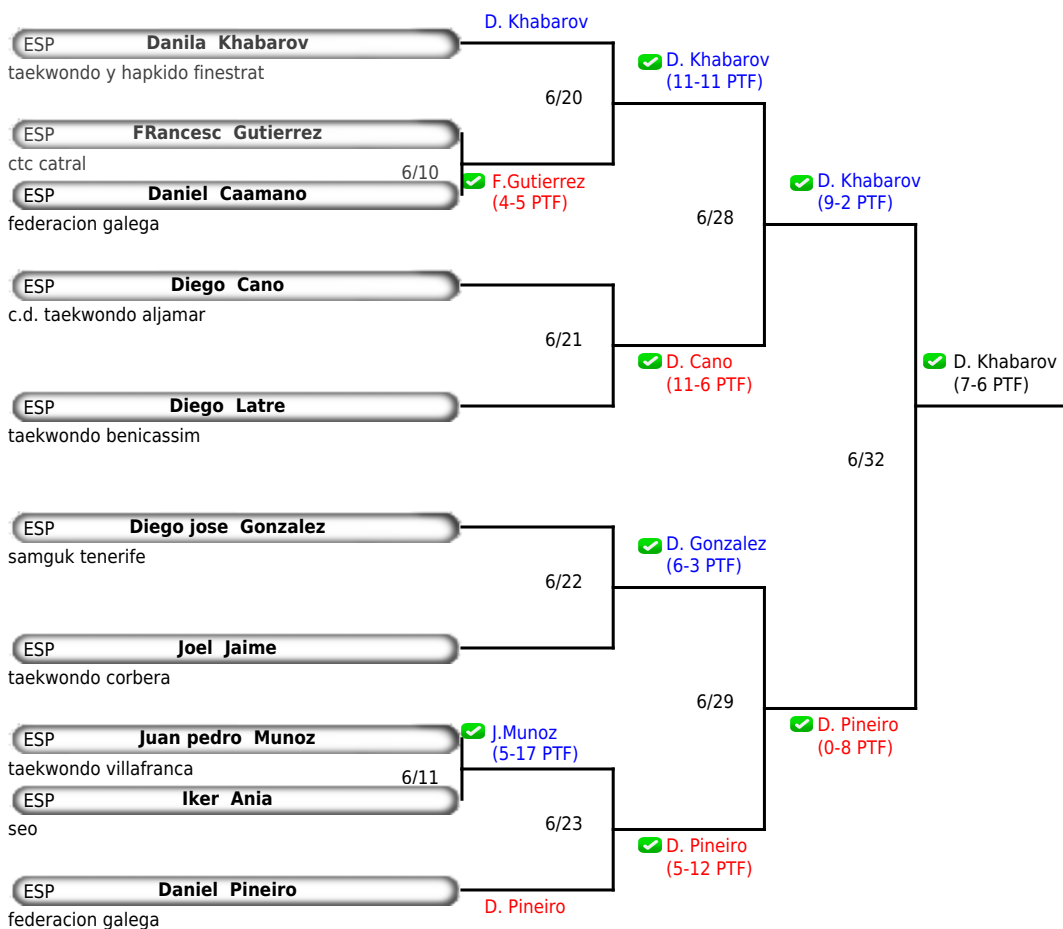 D. Khabarov
ESP Danila Khabarov
taekwondo y hapkido finestrat
D. Khabarov
(11-11 PTF)
6/20
ESP FRancesc Gutierrez
ctc catral
6/10
F.Gutierrez
(4-5 PTF)
ESP Daniel Caamano
federacion galega
D. Khabarov
(9-2 PTF)
6/28
ESP Diego Cano
c.d. taekwondo aljamar
6/21
D. Cano
(11-6 PTF)
D. Khabarov
(7-6 PTF)
ESP Diego Latre
taekwondo benicassim
6/32
ESP Diego jose Gonzalez
samguk tenerife
D. Gonzalez
(6-3 PTF)
6/22
ESP Joel Jaime
taekwondo corbera
6/29
D. Pineiro
(0-8 PTF)
ESP Juan pedro Munoz
taekwondo villafranca
J.Munoz
(5-17 PTF)
6/11
ESP Iker Ania
seo
6/23
D. Pineiro
(5-12 PTF)
ESP Daniel Pineiro
federacion galega
D. Pineiro